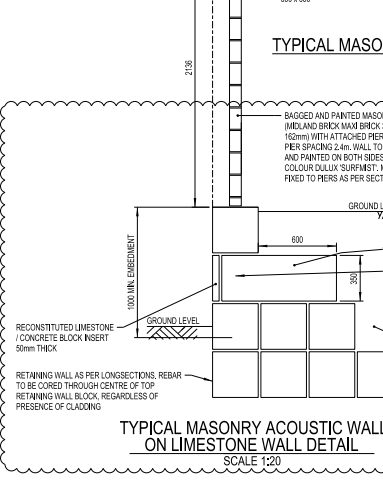 TYPICAL MASO
2136
BAGGED AND PAINTED MASO
(MIDLAND BRICK MAXI BRICK
162mm) WITH ATTACHED PIER
PIER SPACING 2.4m. WALL TO
AND PAINTED ON BOTH SIDES
COLOUR DULUX 'SURFMIST'.
FIXED TO PIERS AS PER SECT
GROUND L
1000 MIN. EMBEDMENT
600
350
GROUND LEVEL
RECONSTITUTED LIMESTONE
/ CONCRETE BLOCK INSERT
50mm THICK
RETAINING WALL AS PER LONGSECTIONS, REBAR
TO BE CORED THROUGH CENTRE OF TOP
RETAINING WALL BLOCK, REGARDLESS OF
PRESENCE OF CLADDING
TYPICAL MASONRY ACOUSTIC WALL
ON LIMESTONE WALL DETAIL
SCALE 1:20